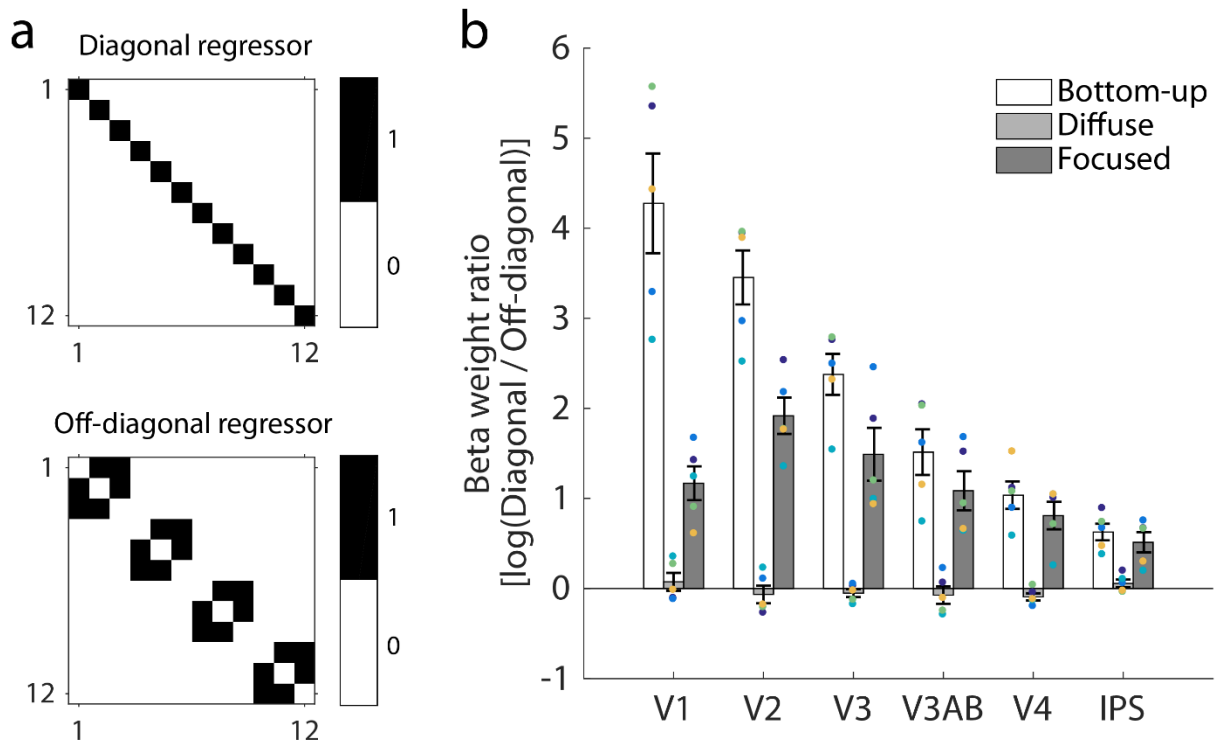 a
Diagonal regressor
1
12
1
12
1
0
Off-diagonal regressor
1
12
1
12
1
0
b
Beta weight ratio
[log(Diagonal / Off-diagonal)]
6
5
4
3
2
1
0
-1
Bottom-up
Diffuse
Focused
V1
V2
V3
V3AB
V4
IPS